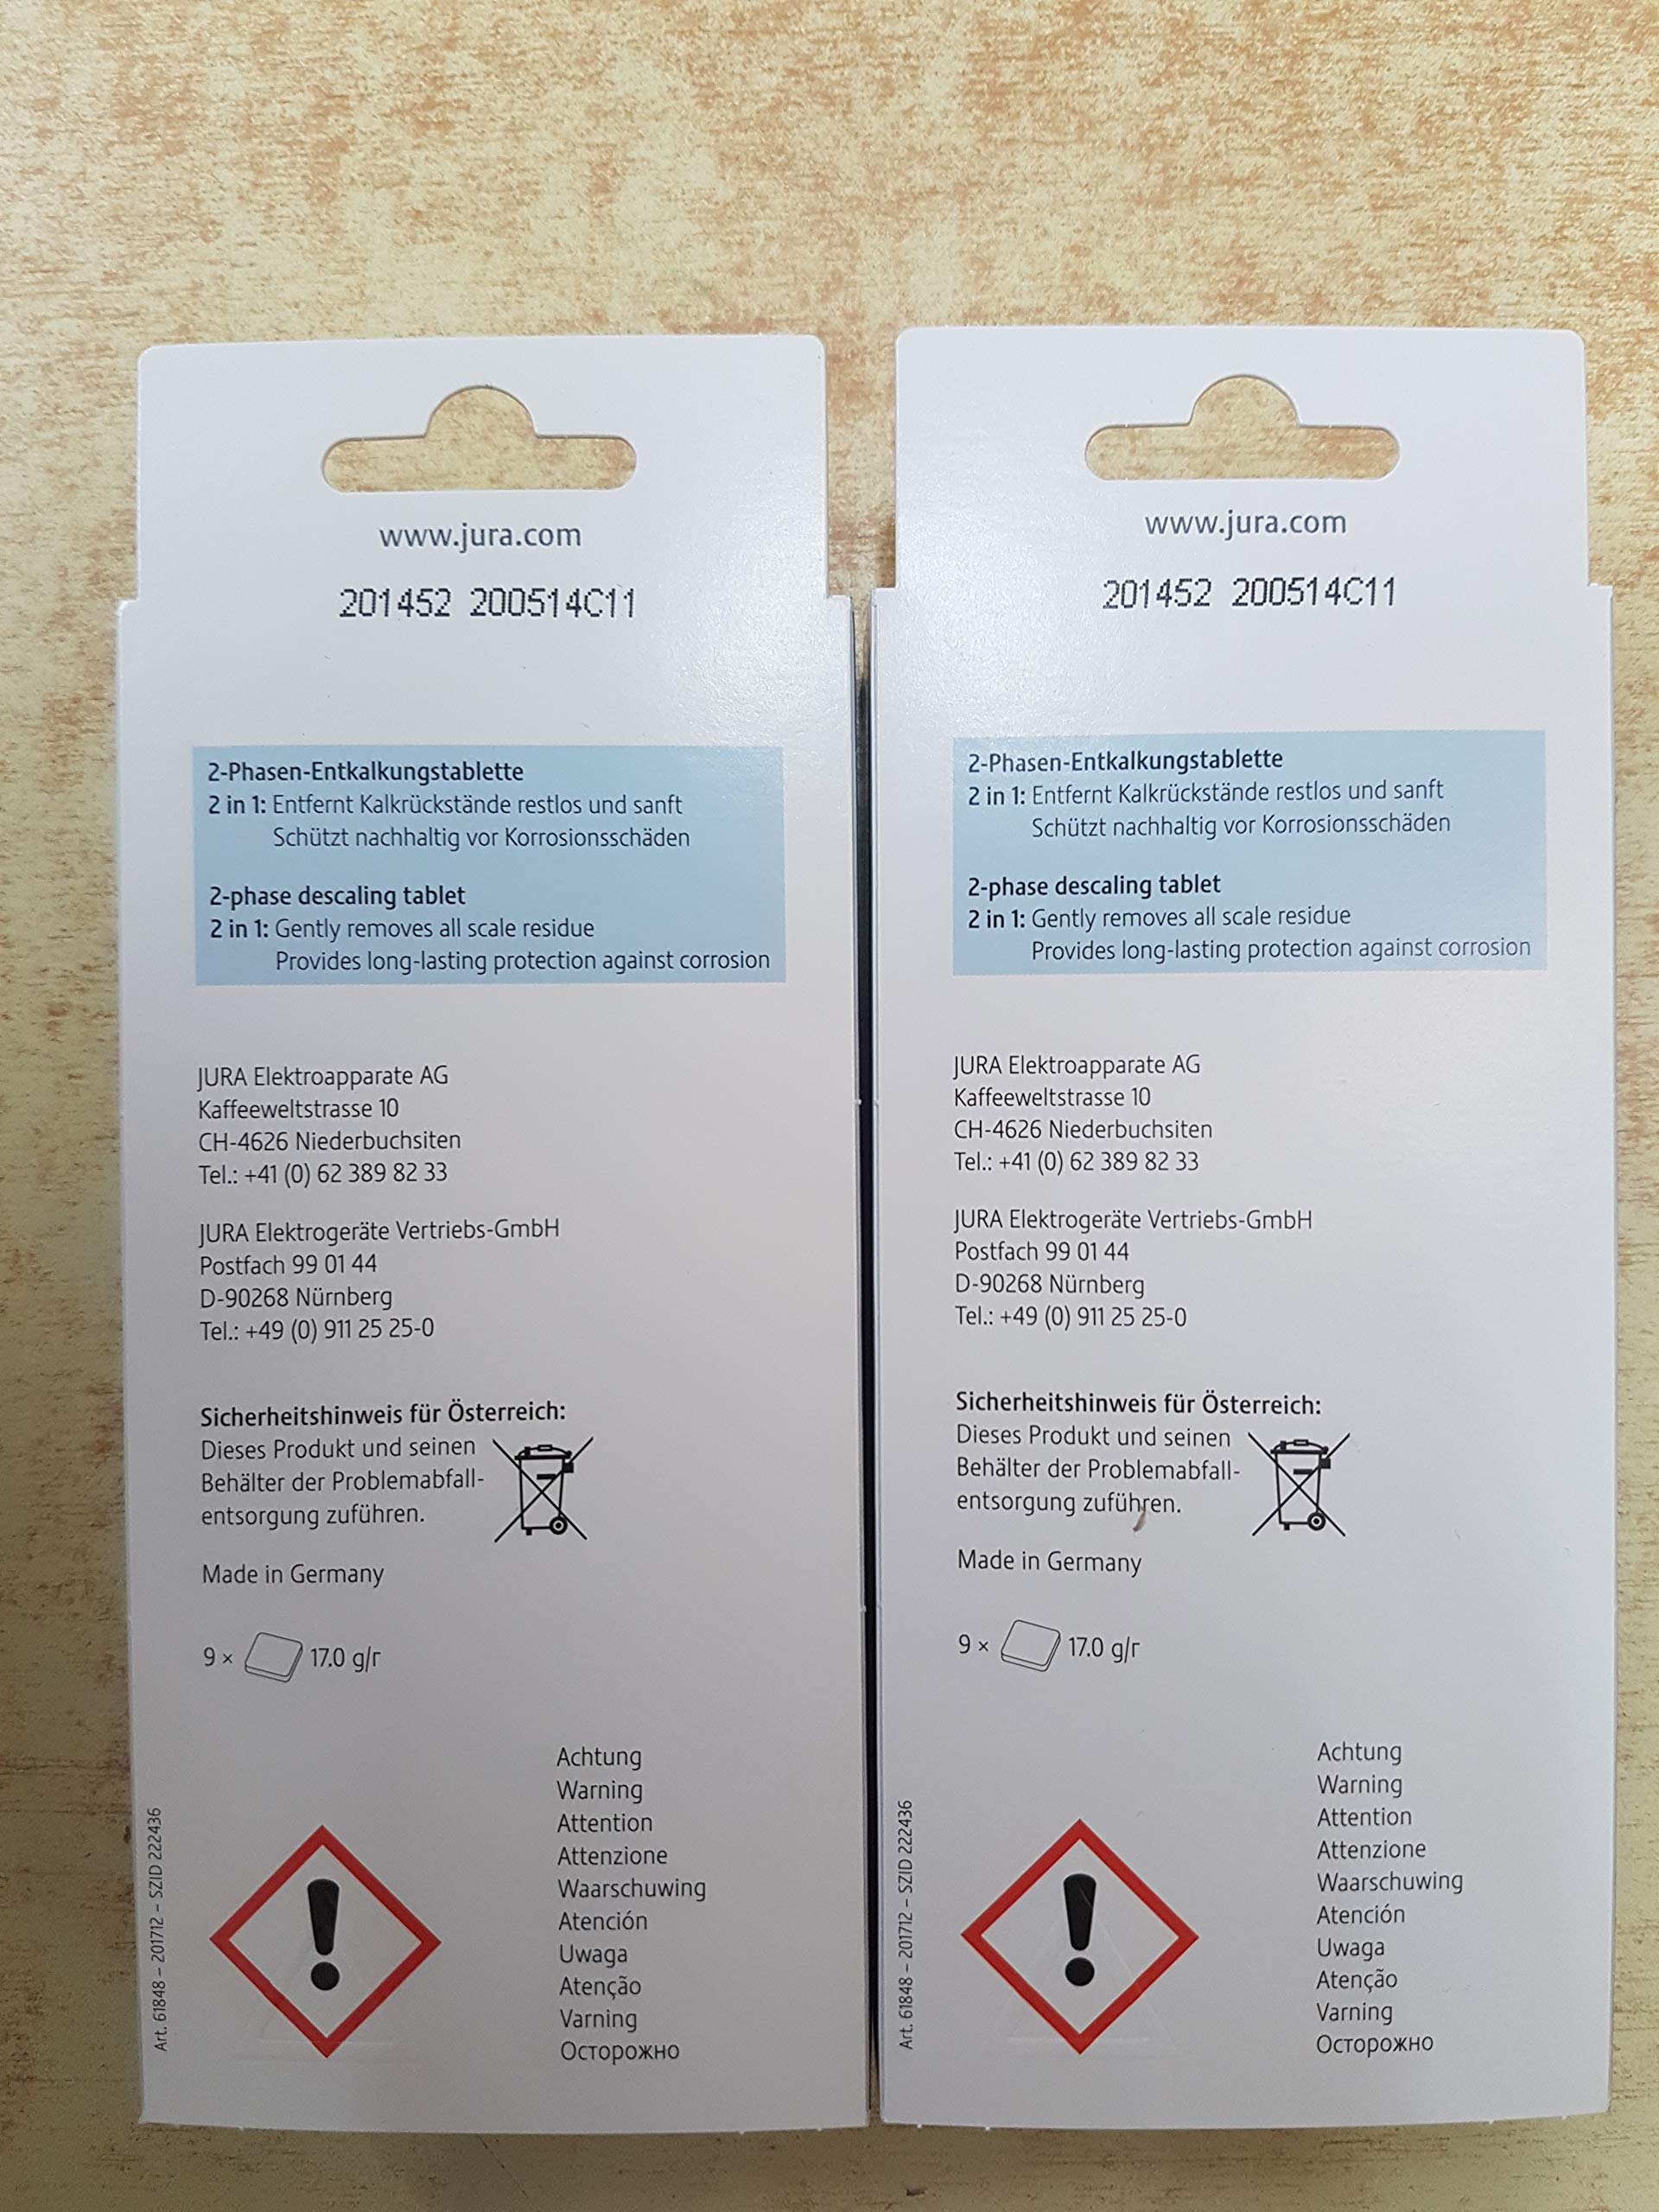 www.jura.com
201452 200514C11
2-Phasen-Entkalkungstablette
2 in 1: Entfernt Kalkrückstände restlos und sanft
Schützt nachhaltig vor Korrosionsschäden
2-phase descaling tablet
2 in 1: Gently removes all scale residue
Provides long-lasting protection against corrosion
JURA Elektroapparate AG
Kaffeeweltstrasse 10
CH-4626 Niederbuchsiten
Tel.: +41 (0) 62 389 82 33
JURA Elektrogeräte Vertriebs-GmbH
Postfach 99 01 44
D-90268 Nürnberg
Tel.: +49 (0) 911 25 25-0
Sicherheitshinweis für Österreich:
Dieses Produkt und seinen
Behälter der Problemabfall-
entsorgung zuführen.
Made in Germany
9 × 17.0 g/r
Achtung
Warning
Attention
Attenzione
Waarschuwing
Atención
Uwaga
Atenção
Varning
Осторожно
Art. 61848 – 201712 – SZID 222436
www.jura.com
201452 200514C11
2-Phasen-Entkalkungstablette
2 in 1: Entfernt Kalkrückstände restlos und sanft
Schützt nachhaltig vor Korrosionsschäden
2-phase descaling tablet
2 in 1: Gently removes all scale residue
Provides long-lasting protection against corrosion
JURA Elektroapparate AG
Kaffeeweltstrasse 10
CH-4626 Niederbuchsiten
Tel.: +41 (0) 62 389 82 33
JURA Elektrogeräte Vertriebs-GmbH
Postfach 99 01 44
D-90268 Nürnberg
Tel.: +49 (0) 911 25 25-0
Sicherheitshinweis für Österreich:
Dieses Produkt und seinen
Behälter der Problemabfall-
entsorgung zuführen.
Made in Germany
9 × 17.0 g/r
Achtung
Warning
Attention
Attenzione
Waarschuwing
Atención
Uwaga
Atenção
Varning
Осторожно
Art. 61848 – 201712 – SZID 222436